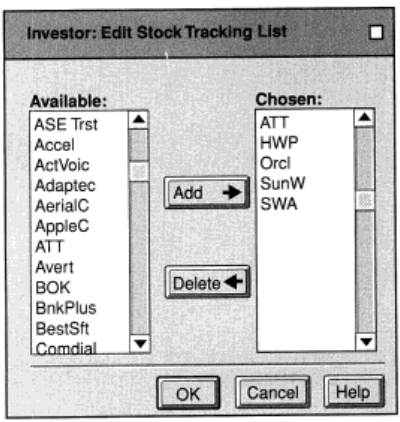 Investor: Edit Stock Tracking List
Available:
ASE Trst
Accel
ActVoic
Adaptec
AerialC
AppleC
ATT
Avert
BOK
BnkPlus
BestSft
Comdial
Add
Delete
Chosen:
ATT
HWP
Orcl
SunW
SWA
OK
Cancel
Help